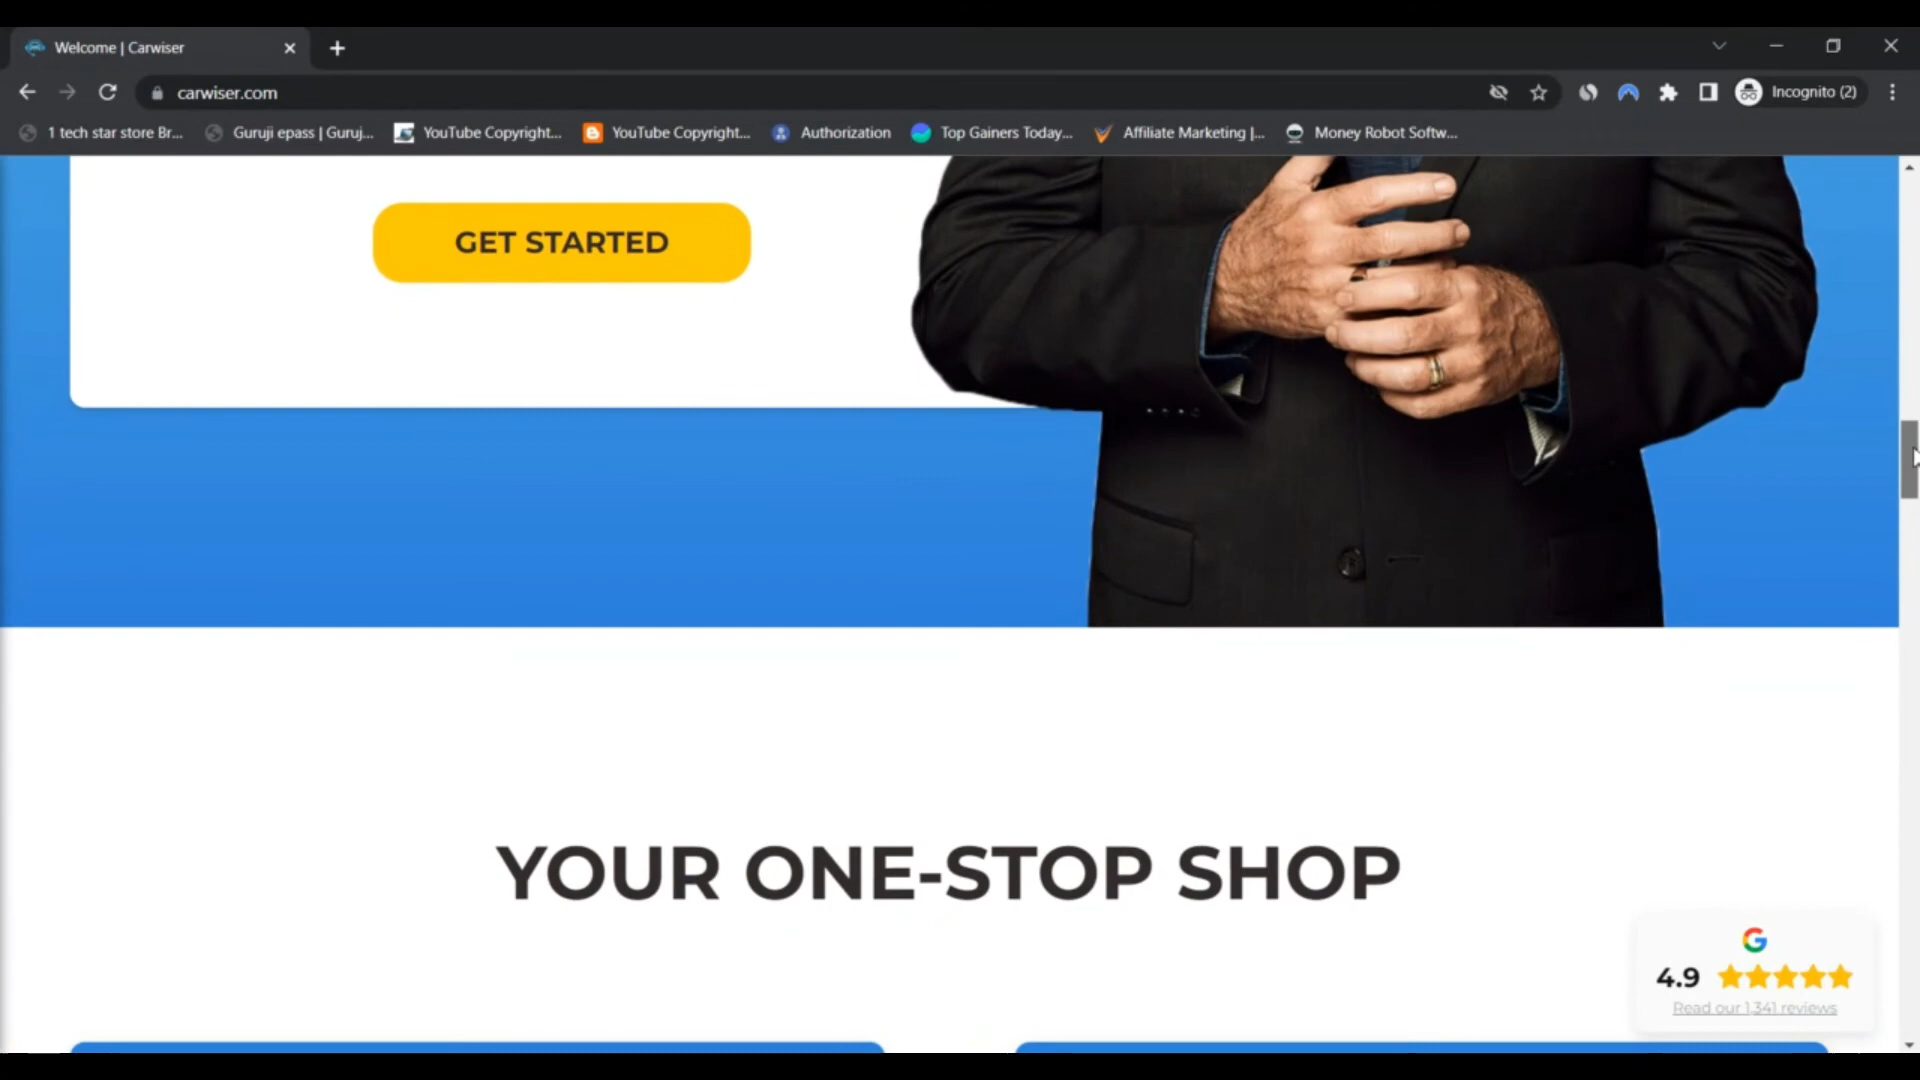 Welcome | Carwiser
carwiser.com
Incognito (2)
1 tech star store Br...
Guruji epass | Guruj...
YouTube Copyright...
YouTube Copyright...
Authorization
Top Gainers Today...
Affiliate Marketing |...
Money Robot Softw...
GET STARTED
YOUR ONE-STOP SHOP
G
4.9
Read our 1,341 reviews